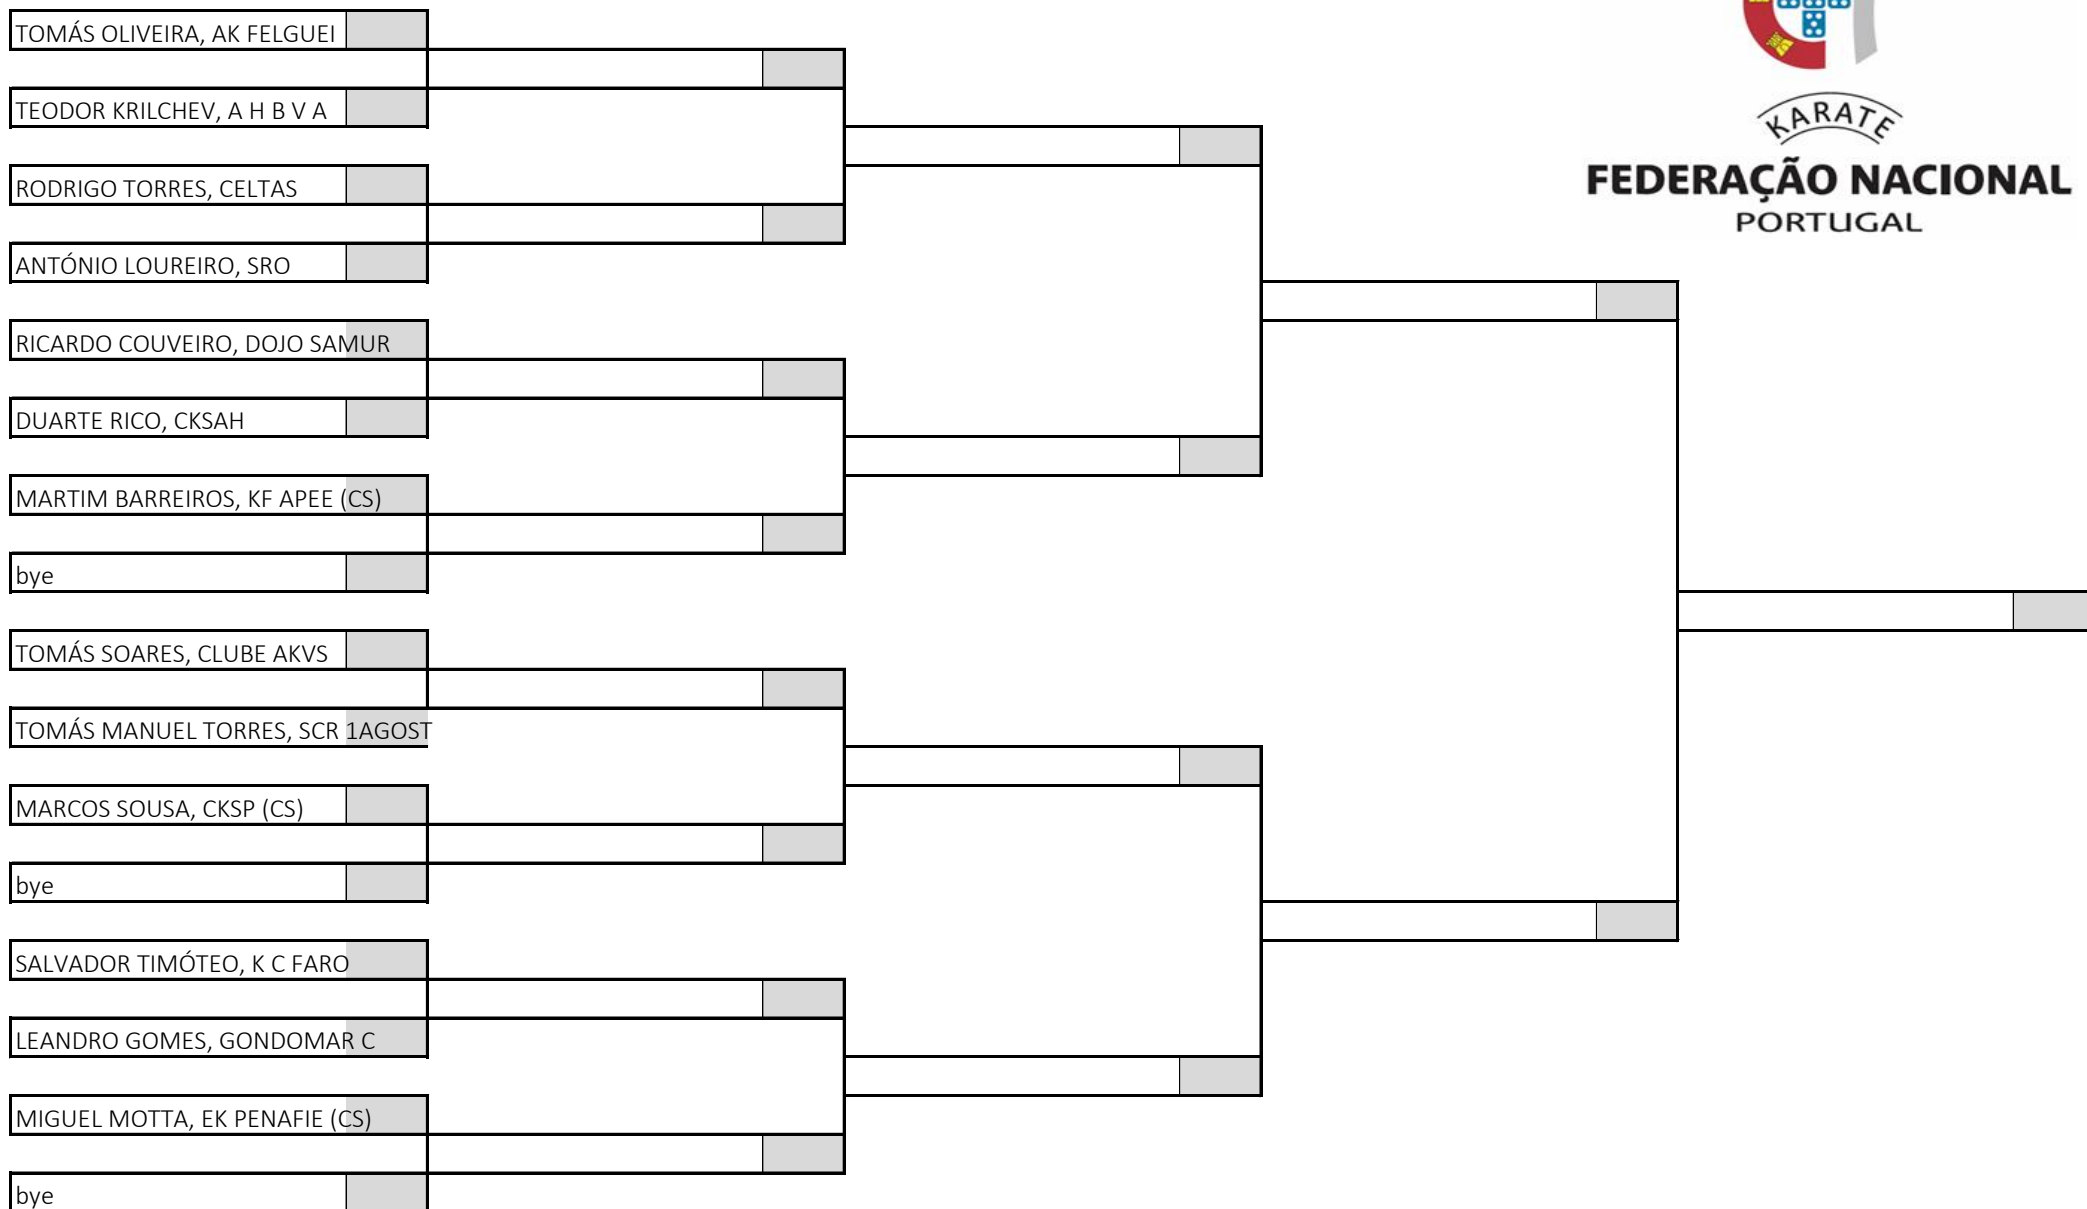 TOMÁS OLIVEIRA, AK FELGUEI
TEODOR KRILCHEV, A H B V A
RODRIGO TORRES, CELTAS
ANTÓNIO LOUREIRO, SRO
RICARDO COUVEIRO, DOJO SAMUR
DUARTE RICO, CKSAH
MARTIM BARREIROS, KF APEE (CS)
bye
TOMÁS SOARES, CLUBE AKVS
TOMÁS MANUEL TORRES, SCR 1AGOST
MARCOS SOUSA, CKSP (CS)
bye
SALVADOR TIMÓTEO, K C FARO
LEANDRO GOMES, GONDOMAR C
MIGUEL MOTTA, EK PENAFIE (CS)
bye
KARATE
FEDERAÇÃO NACIONAL
PORTUGAL